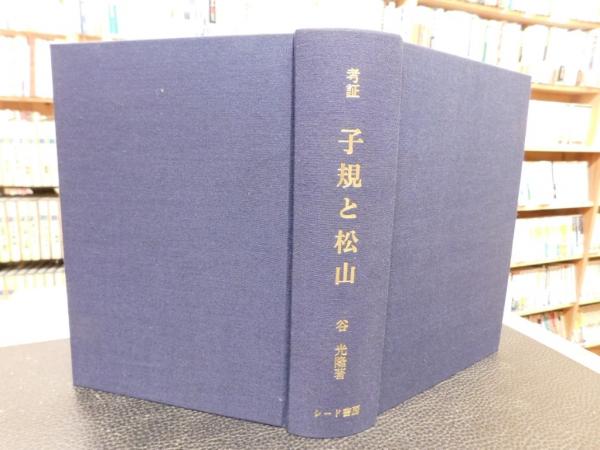 考証
子規と松山
谷 光隆著
シード書房